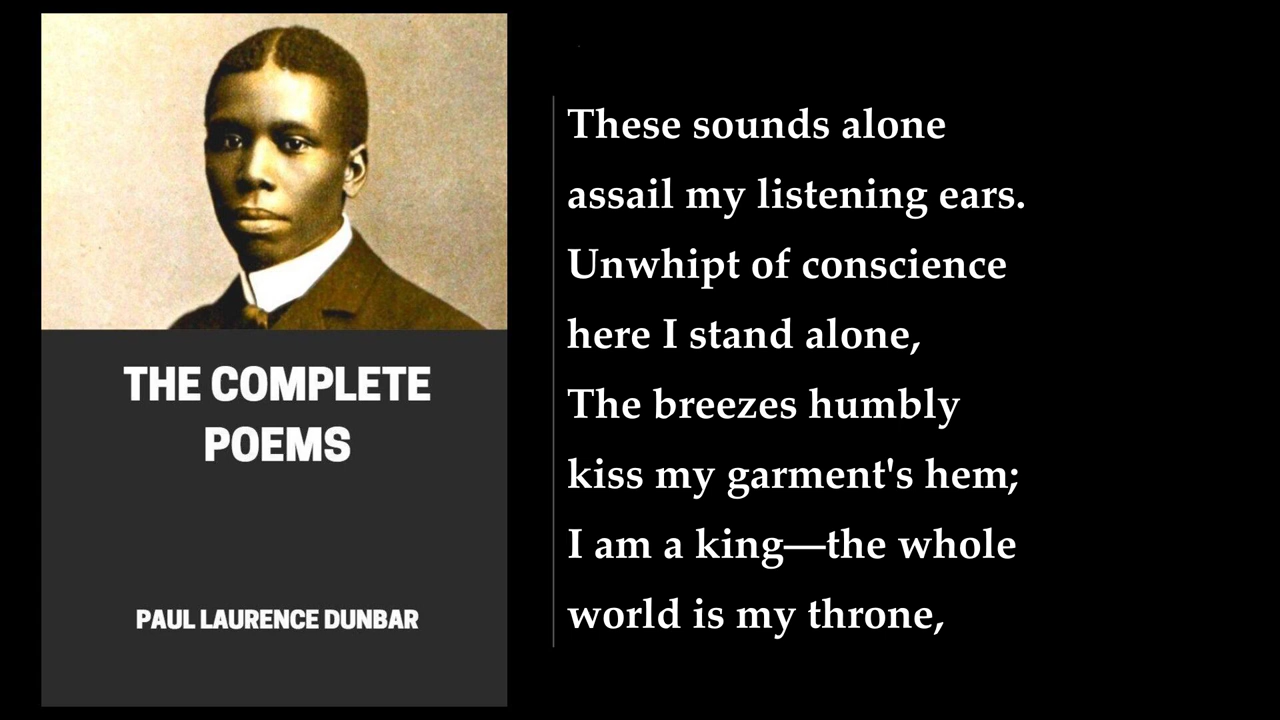 THE COMPLETE
POEMS
PAUL LAURENCE DUNBAR
These sounds alone
assail my listening ears.
Unwhipt of conscience
here I stand alone,
The breezes humbly
kiss my garment's hem;
I am a king—the whole
world is my throne,